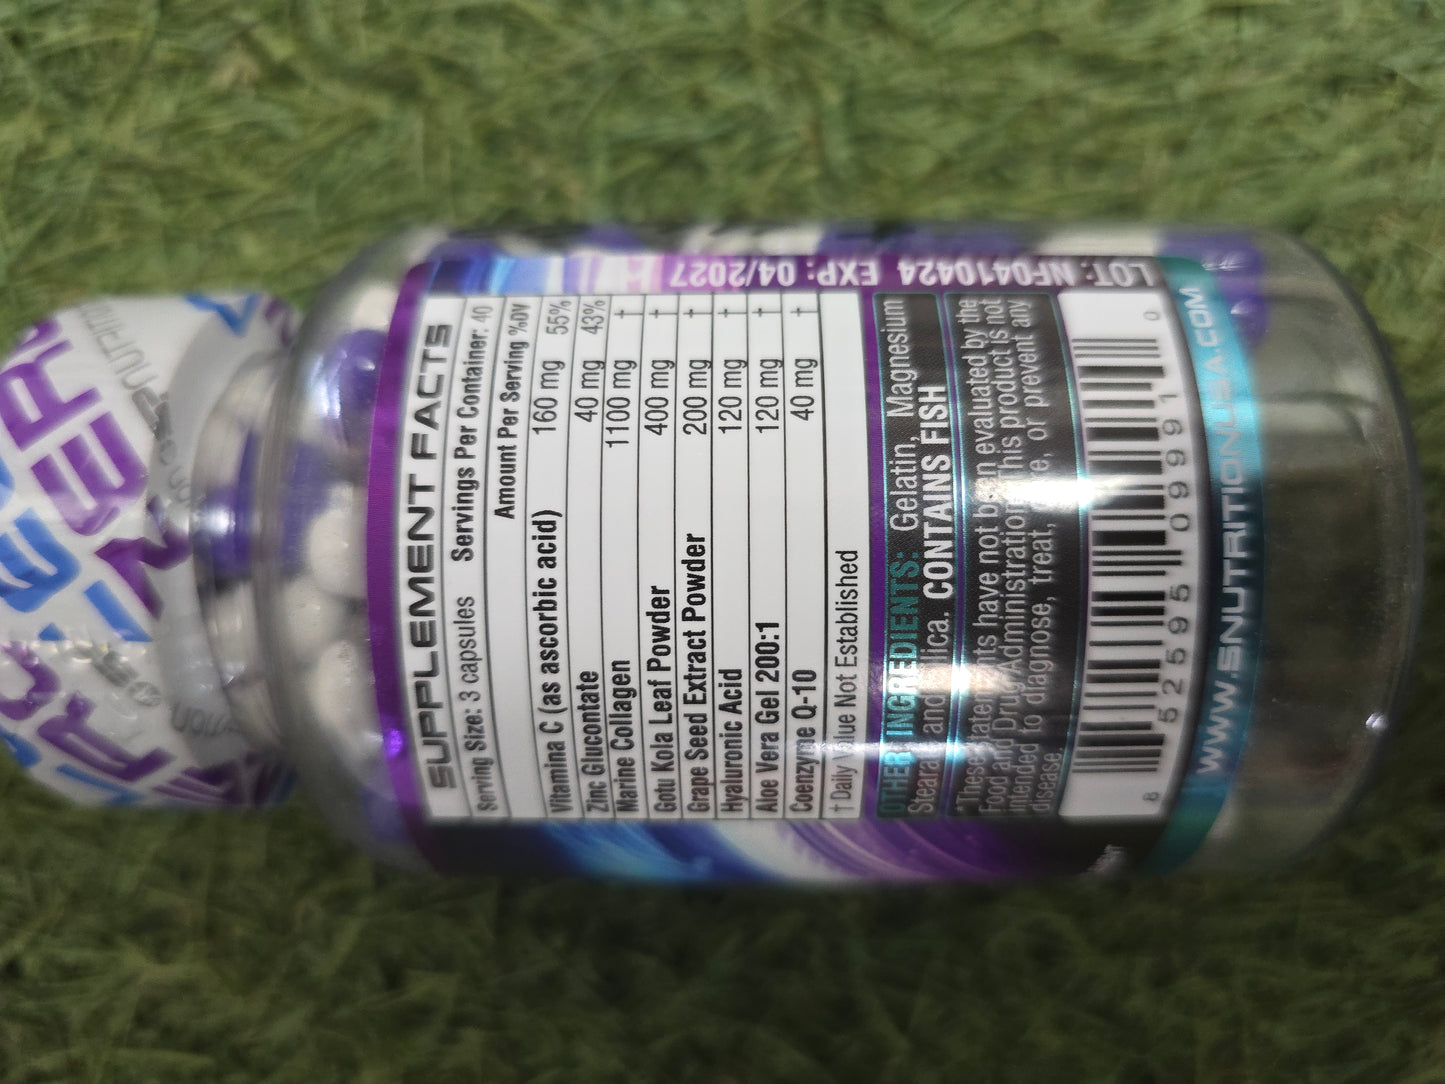 SUPPLEMENT FACTS
Serving Size: 3 capsules Servings Per Container: 40
Amount Per Serving %DV
Vitamina C (as ascorbic acid) 160 mg 55%
Zinc Glucontate 40 mg 43%
Marine Collagen 1100 mg †
Gotu Kola Leaf Powder 400 mg †
Grape Seed Extract Powder 200 mg †
Hyaluronic Acid 120 mg †
Aloe Vera Gel 200:1 120 mg †
Coenzyme Q-10 40 mg †
† Daily Value Not Established
OTHER INGREDIENTS: Gelatin, Magnesium
Stearate and Silica. CONTAINS FISH
*These statements have not been evaluated by the
Food and Drug Administration. This product is not
intended to diagnose, treat, or prevent any
disease.
8 52595 09991 0
WWW.SNUTRITIONUSA.COM
LOT: NF0410424 EXP: 04/2027